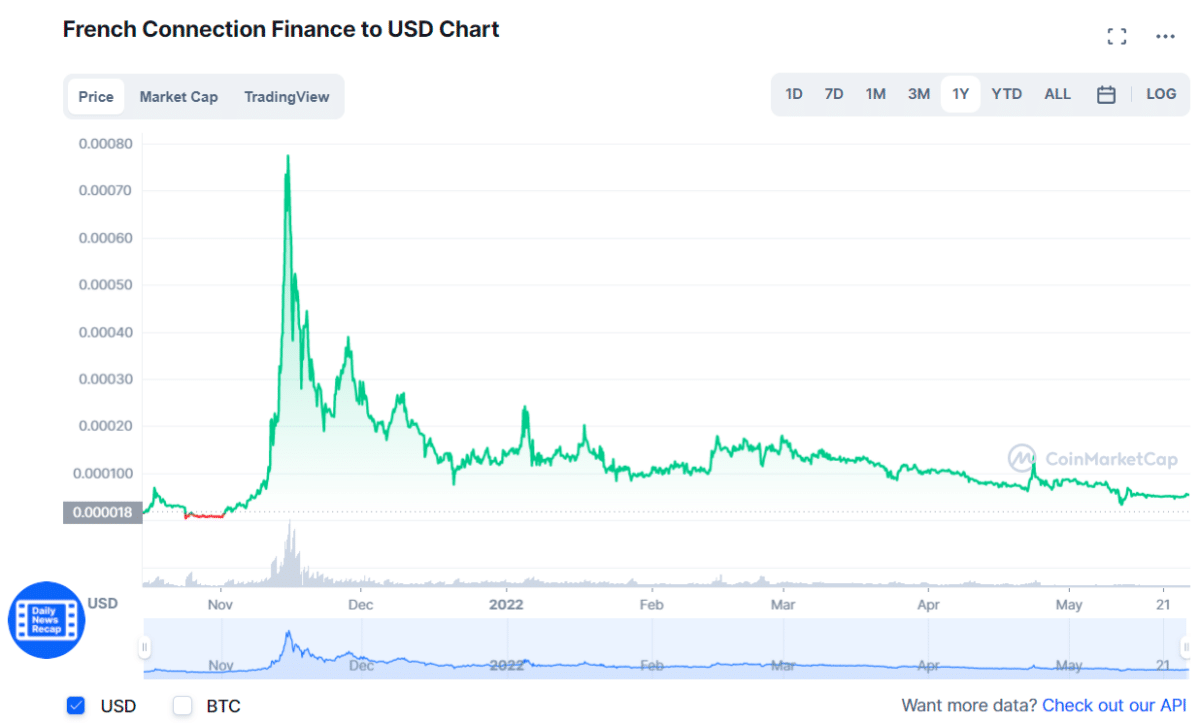 French Connection Finance to USD Chart
Price Market Cap TradingView
1D 7D 1M 3M 1Y YTD ALL LOG
0.00080
0.00070
0.00060
0.00050
0.00040
0.00030
0.00020
0.000100
CoinMarketCap
0.000018
USD
Nov Dec 2022 Feb Mar Apr May 21
Daily
News
Recap
Nov Dec 2022 Feb Mar Apr May 21
USD BTC
Want more data? Check out our API